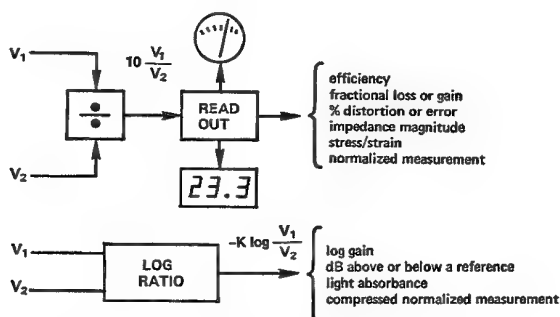 V1
V2
÷
10 V1/V2
READ
OUT
23.3
efficiency
fractional loss or gain
% distortion or error
impedance magnitude
stress/strain
normalized measurement
V1
V2
LOG
RATIO
–K log V1/V2
log gain
dB above or below a reference
light absorbance
compressed normalized measurement